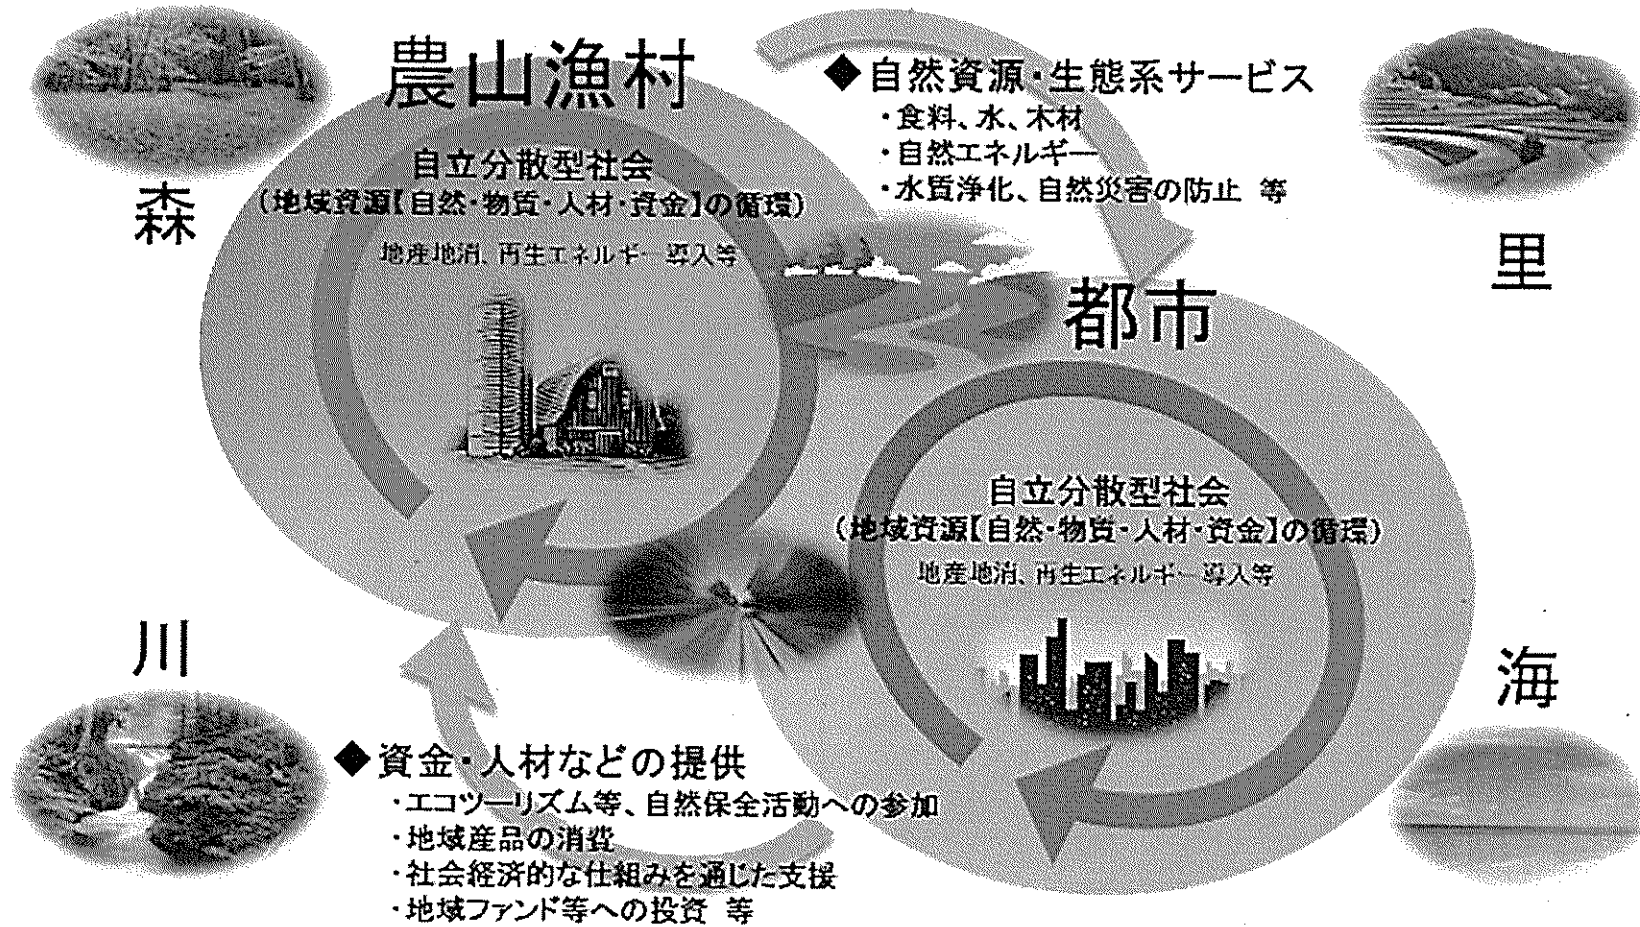 農山漁村
◆自然資源・生態系サービス
・食料、水、木材
・自然エネルギー
・水質浄化、自然災害の防止 等
自立分散型社会
(地域資源【自然・物質・人材・資金】の循環)
地産地消、再生エネルギー導入等
森
里
都市
自立分散型社会
(地域資源【自然・物質・人材・資金】の循環)
地産地消、再生エネルギー導入等
川
海
◆資金・人材などの提供
・エコツーリズム等、自然保全活動への参加
・地域産品の消費
・社会経済的な仕組みを通じた支援
・地域ファンド等への投資 等